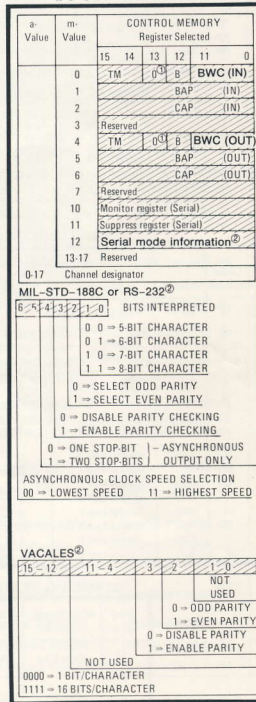 a- Value m- Value CONTROL MEMORY
Register Selected
15 14 13 12 11 0
0 TM 0① B BWC (IN)
1 BAP (IN)
2 CAP (IN)
3 Reserved
4 TM 0① B BWC (OUT)
5 BAP (OUT)
6 CAP (OUT)
7 Reserved
10 Monitor register (Serial)
11 Suppress register (Serial)
12 Serial mode information②
13-17 Reserved
0-17 Channel designator
MIL-STD-188C or RS-232②
6 5 4 3 2 1 0 BITS INTERPRETED
0 0 ⇒ 5-BIT CHARACTER
0 1 ⇒ 6-BIT CHARACTER
1 0 ⇒ 7-BIT CHARACTER
1 1 ⇒ 8-BIT CHARACTER
0 ⇒ SELECT ODD PARITY
1 ⇒ SELECT EVEN PARITY
0 ⇒ DISABLE PARITY CHECKING
1 ⇒ ENABLE PARITY CHECKING
0 ⇒ ONE STOP-BIT } – ASYNCHRONOUS
1 ⇒ TWO STOP-BITS } OUTPUT ONLY
ASYNCHRONOUS CLOCK SPEED SELECTION
00 ⇒ LOWEST SPEED 11 ⇒ HIGHEST SPEED
VACALES②
15 - 12 11 - 4 3 2 1 0
NOT
USED
0 ⇒ ODD PARITY
1 ⇒ EVEN PARITY
0 ⇒ DISABLE PARITY
1 ⇒ ENABLE PARITY
NOT USED
0000 ⇒ 1 BIT/CHARACTER
1111 ⇒ 16 BITS/CHARACTER